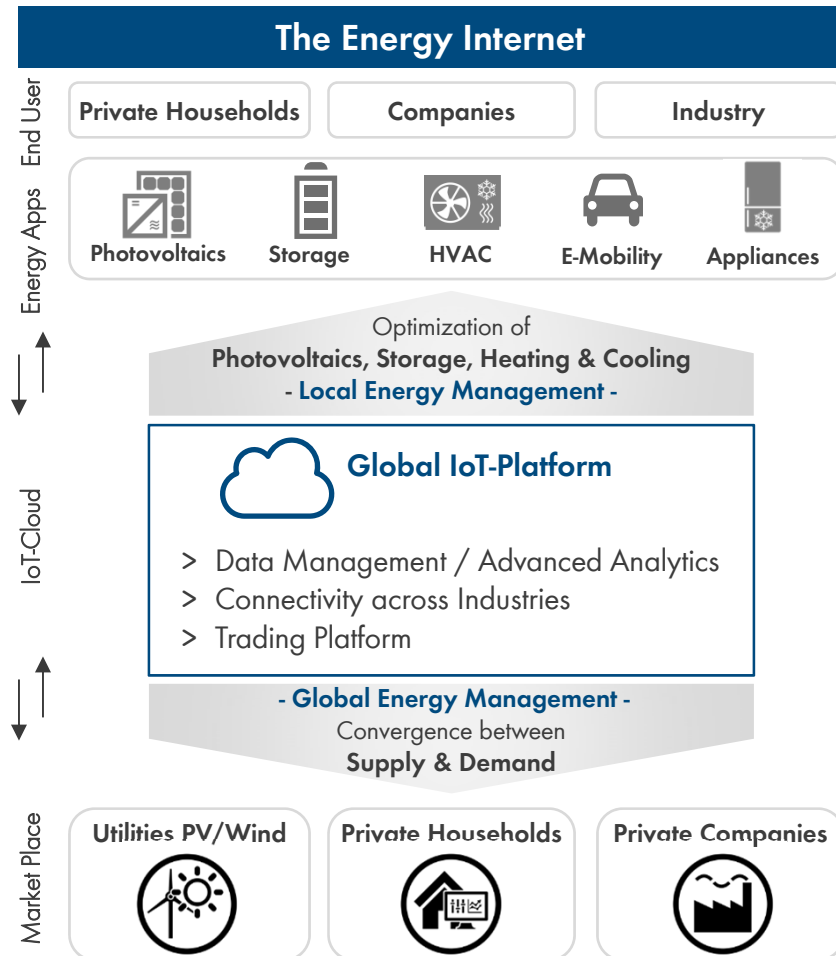 The Energy Internet
End User
Private Households
Companies
Industry
Energy Apps
Photovoltaics
Storage
HVAC
E-Mobility
Appliances
Optimization of
Photovoltaics, Storage, Heating & Cooling
- Local Energy Management -
IoT-Cloud
Global IoT-Platform
> Data Management / Advanced Analytics
> Connectivity across Industries
> Trading Platform
- Global Energy Management -
Convergence between
Supply & Demand
Market Place
Utilities PV/Wind
Private Households
Private Companies